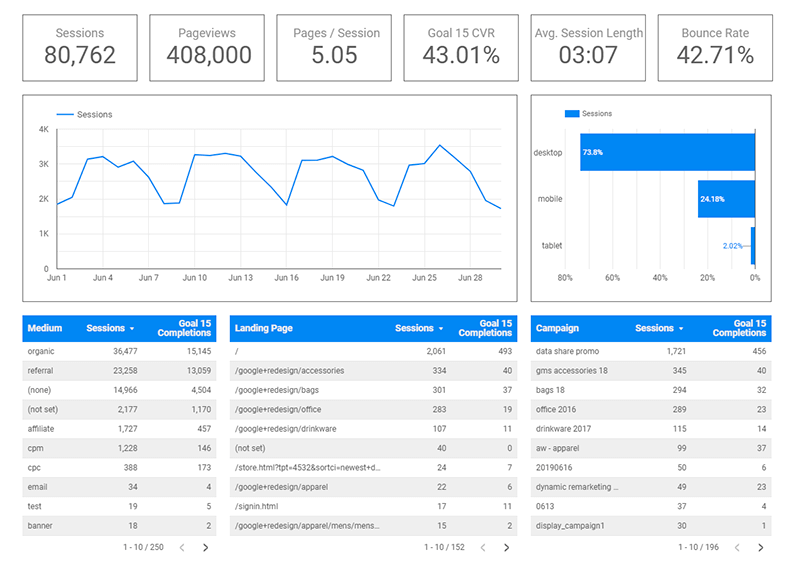 Sessions Pageviews Pages / Session Goal 15 CVR Avg. Session Length Bounce Rate
80,762 408,000 5.05 43.01% 03:07 42.71%
Sessions
4K
3K
2K
1K
0
Jun 1 Jun 4 Jun 7 Jun 10 Jun 13 Jun 16 Jun 19 Jun 22 Jun 25 Jun 28
Sessions
desktop 73.8%
mobile 24.18%
tablet 2.02%
80% 60% 40% 20% 0%
Medium Sessions Goal 15 Completions
organic 36,477 15,145
referral 23,258 13,059
(none) 14,966 4,504
(not set) 2,177 1,170
affiliate 1,727 457
cpm 1,228 146
cpc 388 173
email 34 4
test 19 5
banner 18 2
1 - 10 / 250
Landing Page Sessions Goal 15 Completions
/ 2,061 493
/google+redesign/accessories 334 40
/google+redesign/bags 301 37
/google+redesign/office 283 19
/google+redesign/drinkware 107 11
(not set) 40 0
/store.html?tpt=4532&sortci=newest+d... 24 7
/google+redesign/apparel 22 6
/signin.html 17 11
/google+redesign/apparel/mens/mens... 15 2
1 - 10 / 152
Campaign Sessions Goal 15 Completions
data share promo 1,721 456
gms accessories 18 345 40
bags 18 294 32
office 2016 289 23
drinkware 2017 115 14
aw - apparel 99 37
20190616 50 6
dynamic remarketing ... 49 23
0613 37 4
display_campaign1 30 1
1 - 10 / 196